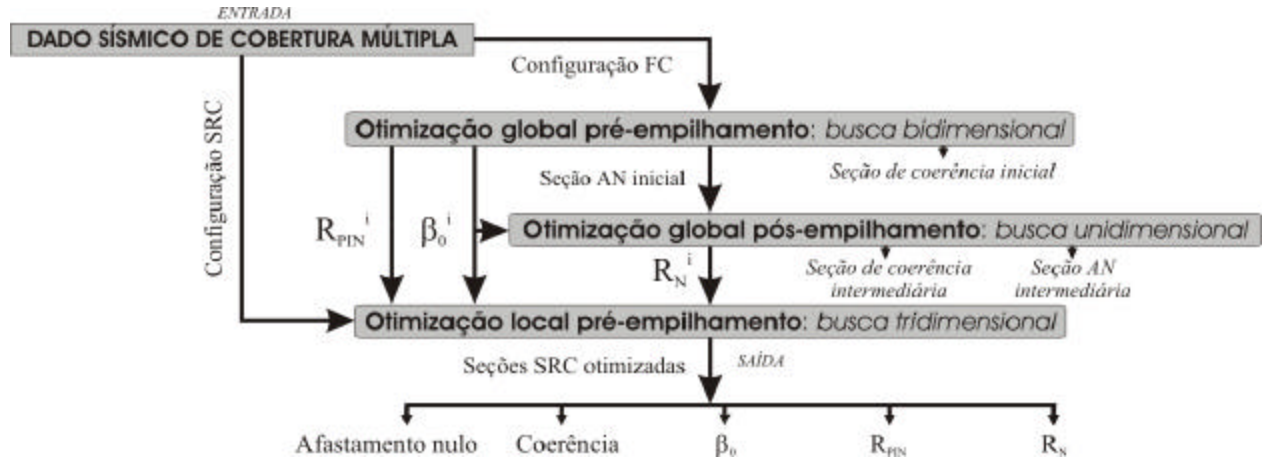 ENTRADA
DADO SÍSMICO DE COBERTURA MÚLTIPLA
Configuração FC
Configuração SRC
Otimização global pré-empilhamento: busca bidimensional
Seção AN inicial
Seção de coerência inicial
R_PIN^i
β_0^i
Otimização global pós-empilhamento: busca unidimensional
R_N^i
Seção de coerência
intermediária
Seção AN
intermediária
Otimização local pré-empilhamento: busca tridimensional
Seções SRC otimizadas
SAÍDA
Afastamento nulo
Coerência
β_0
R_PIN
R_N